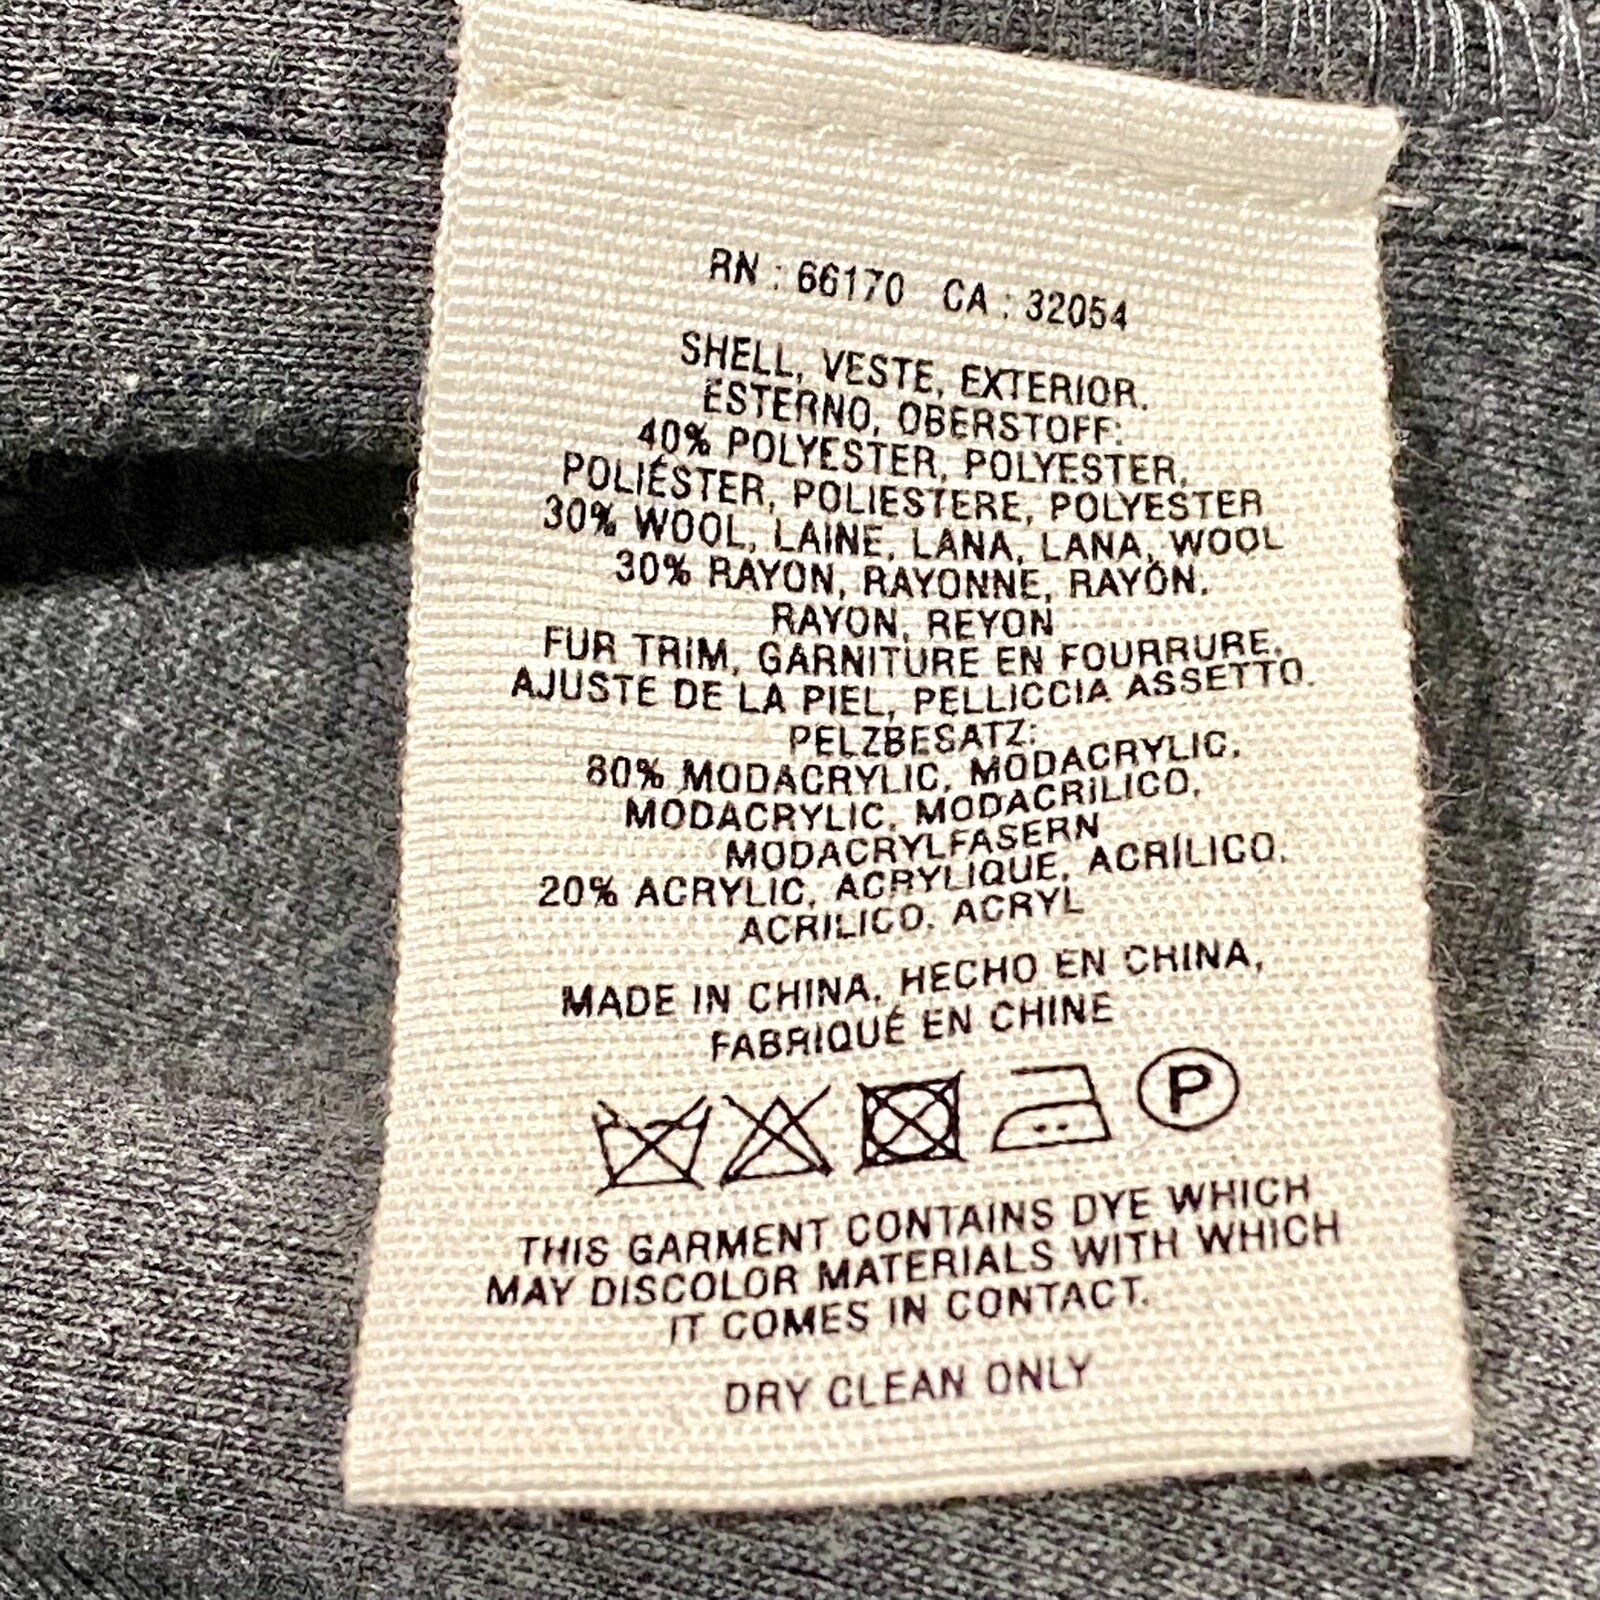 RN : 66170 CA : 32054
SHELL, VESTE, EXTERIOR,
ESTERNO, OBERSTOFF:
40% POLYESTER, POLYESTER,
POLIÉSTER, POLIESTERE, POLYESTER
30% WOOL, LAINE, LANA, LANA, WOOL
30% RAYON, RAYONNE, RAYÓN,
RAYON, REYON
FUR TRIM, GARNITURE EN FOURRURE,
AJUSTE DE LA PIEL, PELLICCIA ASSETTO,
PELZBESATZ:
80% MODACRYLIC, MODACRYLIC,
MODACRYLIC, MODACRILICO,
MODACRYLFASERN
20% ACRYLIC, ACRYLIQUE, ACRÍLICO,
ACRILICO, ACRYL
MADE IN CHINA, HECHO EN CHINA,
FABRIQUÉ EN CHINE
P
THIS GARMENT CONTAINS DYE WHICH
MAY DISCOLOR MATERIALS WITH WHICH
IT COMES IN CONTACT.
DRY CLEAN ONLY